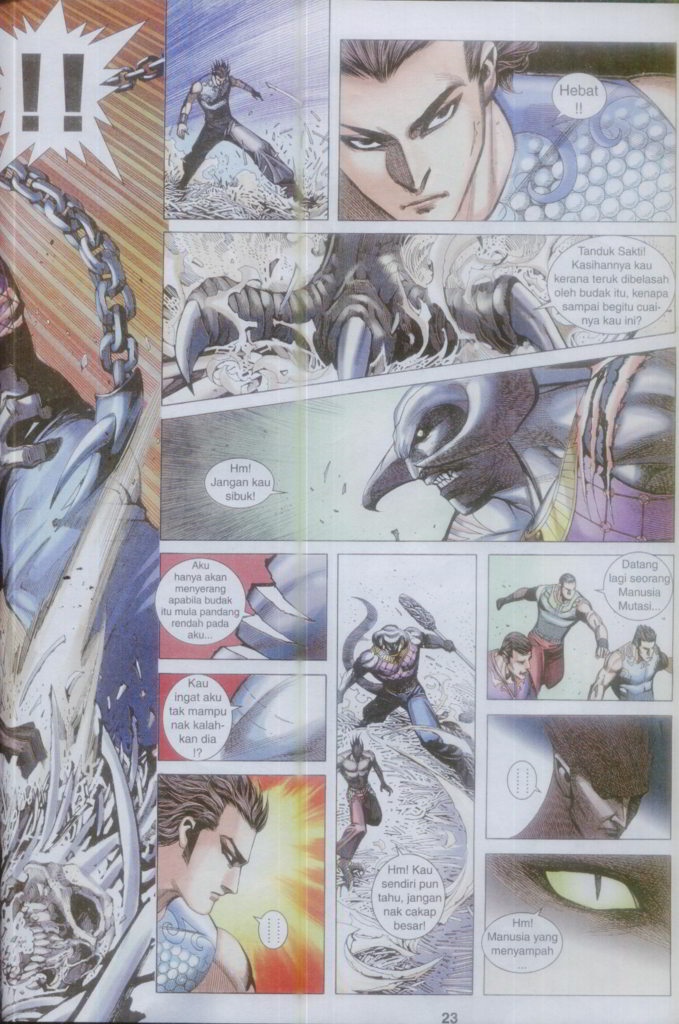 !!
Hebat
!!
Tanduk Sakti!
Kasihannya kau
kerana teruk dibelasah
oleh budak itu, kenapa
sampai begitu cuai-
nya kau ini?
Hm!
Jangan kau
sibuk!
Aku
hanya akan
menyerang
apabila budak
itu mula pandang
rendah pada
aku...
Kau
ingat aku
tak mampu
nak kalah-
kan dia
!?
Hm! Kau
sendiri pun
tahu, jangan
nak cakap
besar!
Datang
lagi seorang
Manusia
Mutasi...
Hm!
Manusia yang
menyampah
...
23